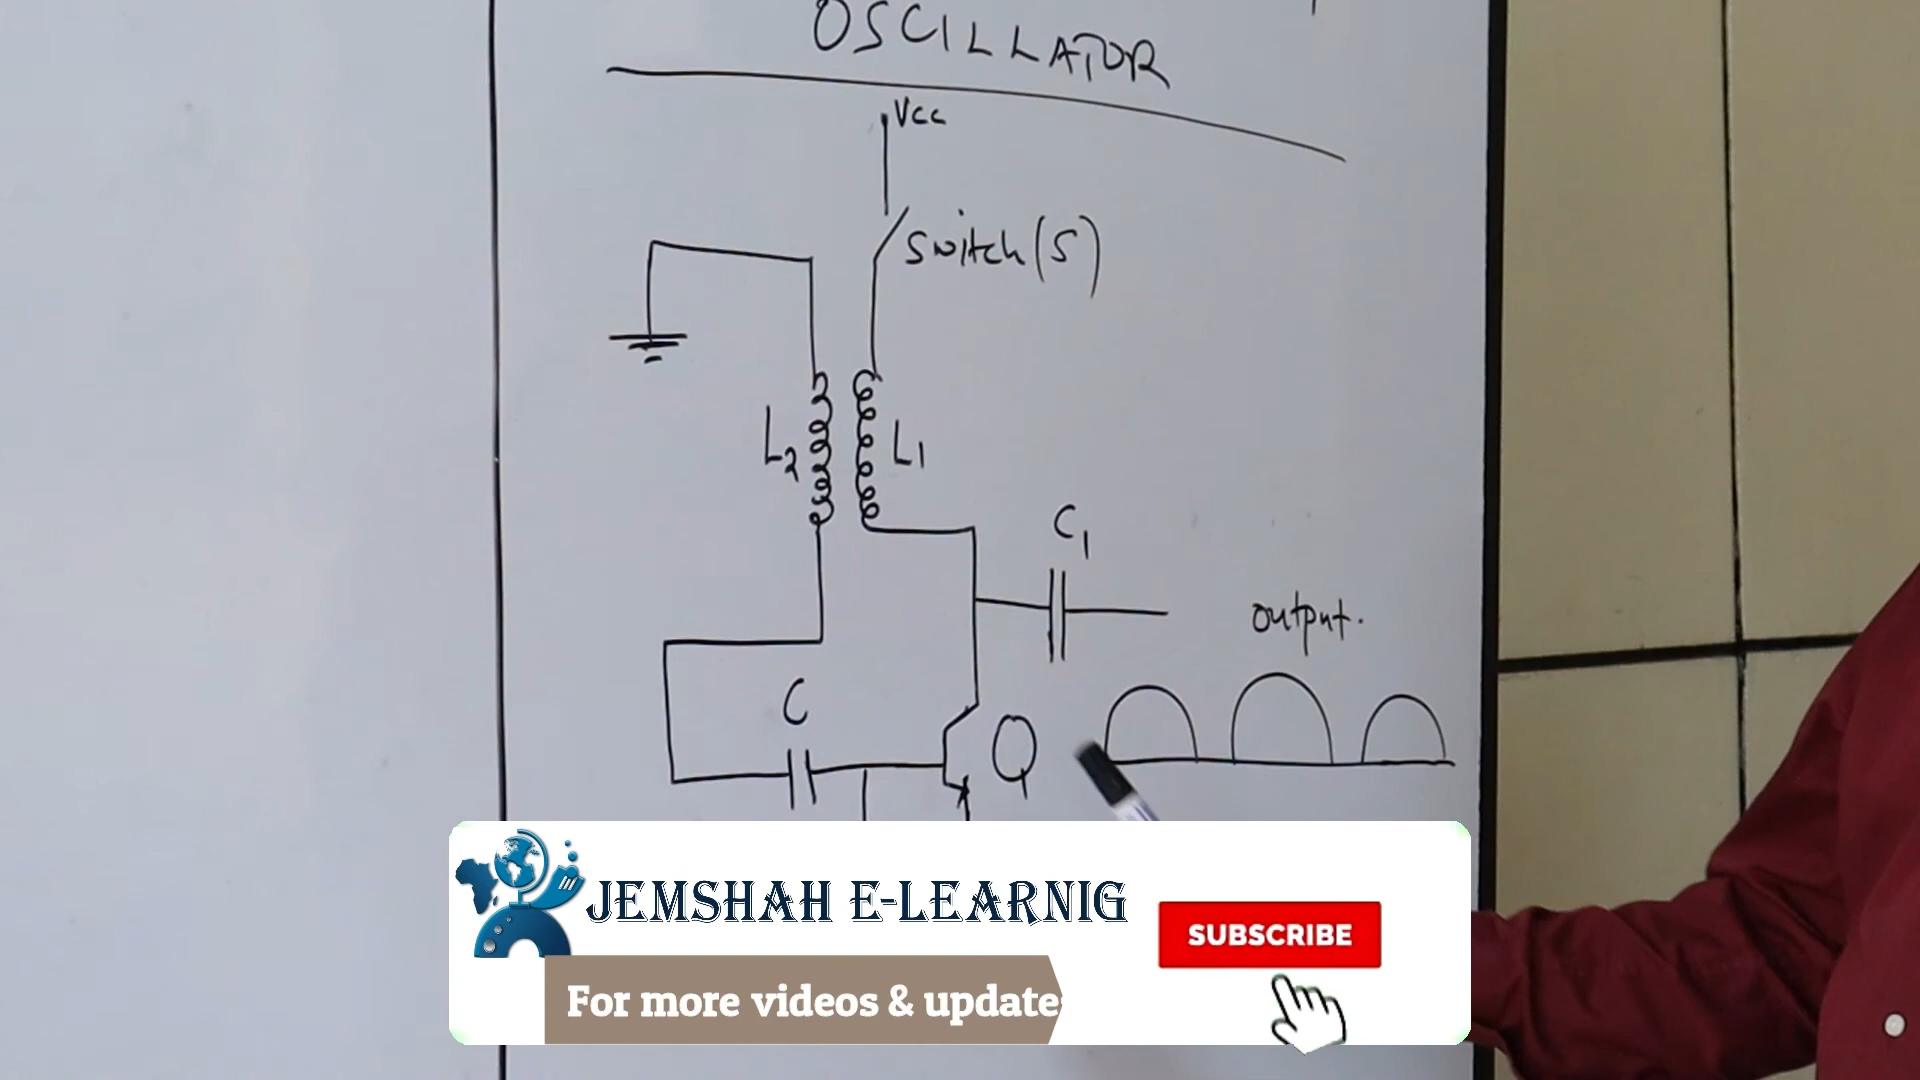 OSCILLATOR
Vcc
Switch(S)
L2
L1
C1
output.
C
Q
JEMSHAH E-LEARNIG
SUBSCRIBE
For more videos & update